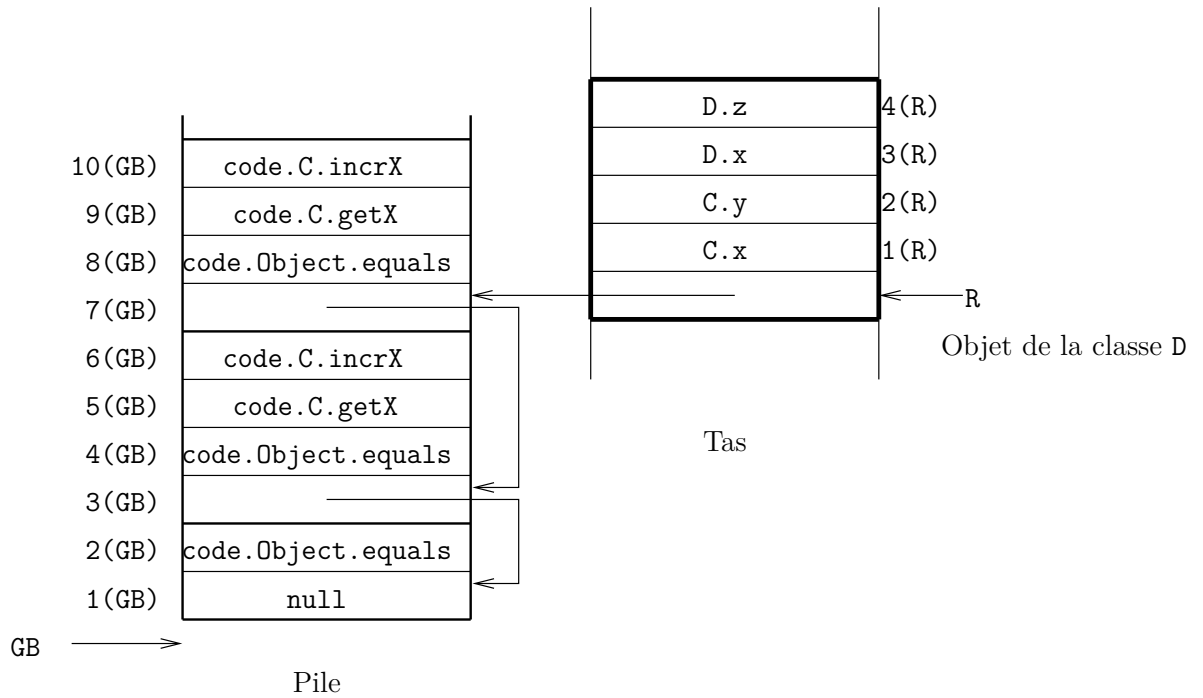 D.z 4(R)
D.x 3(R)
C.y 2(R)
C.x 1(R)
R
Objet de la classe D
Tas
10(GB) code.C.incrX
9(GB) code.C.getX
8(GB) code.Object.equals
7(GB)
6(GB) code.C.incrX
5(GB) code.C.getX
4(GB) code.Object.equals
3(GB)
2(GB) code.Object.equals
1(GB) null
GB
Pile